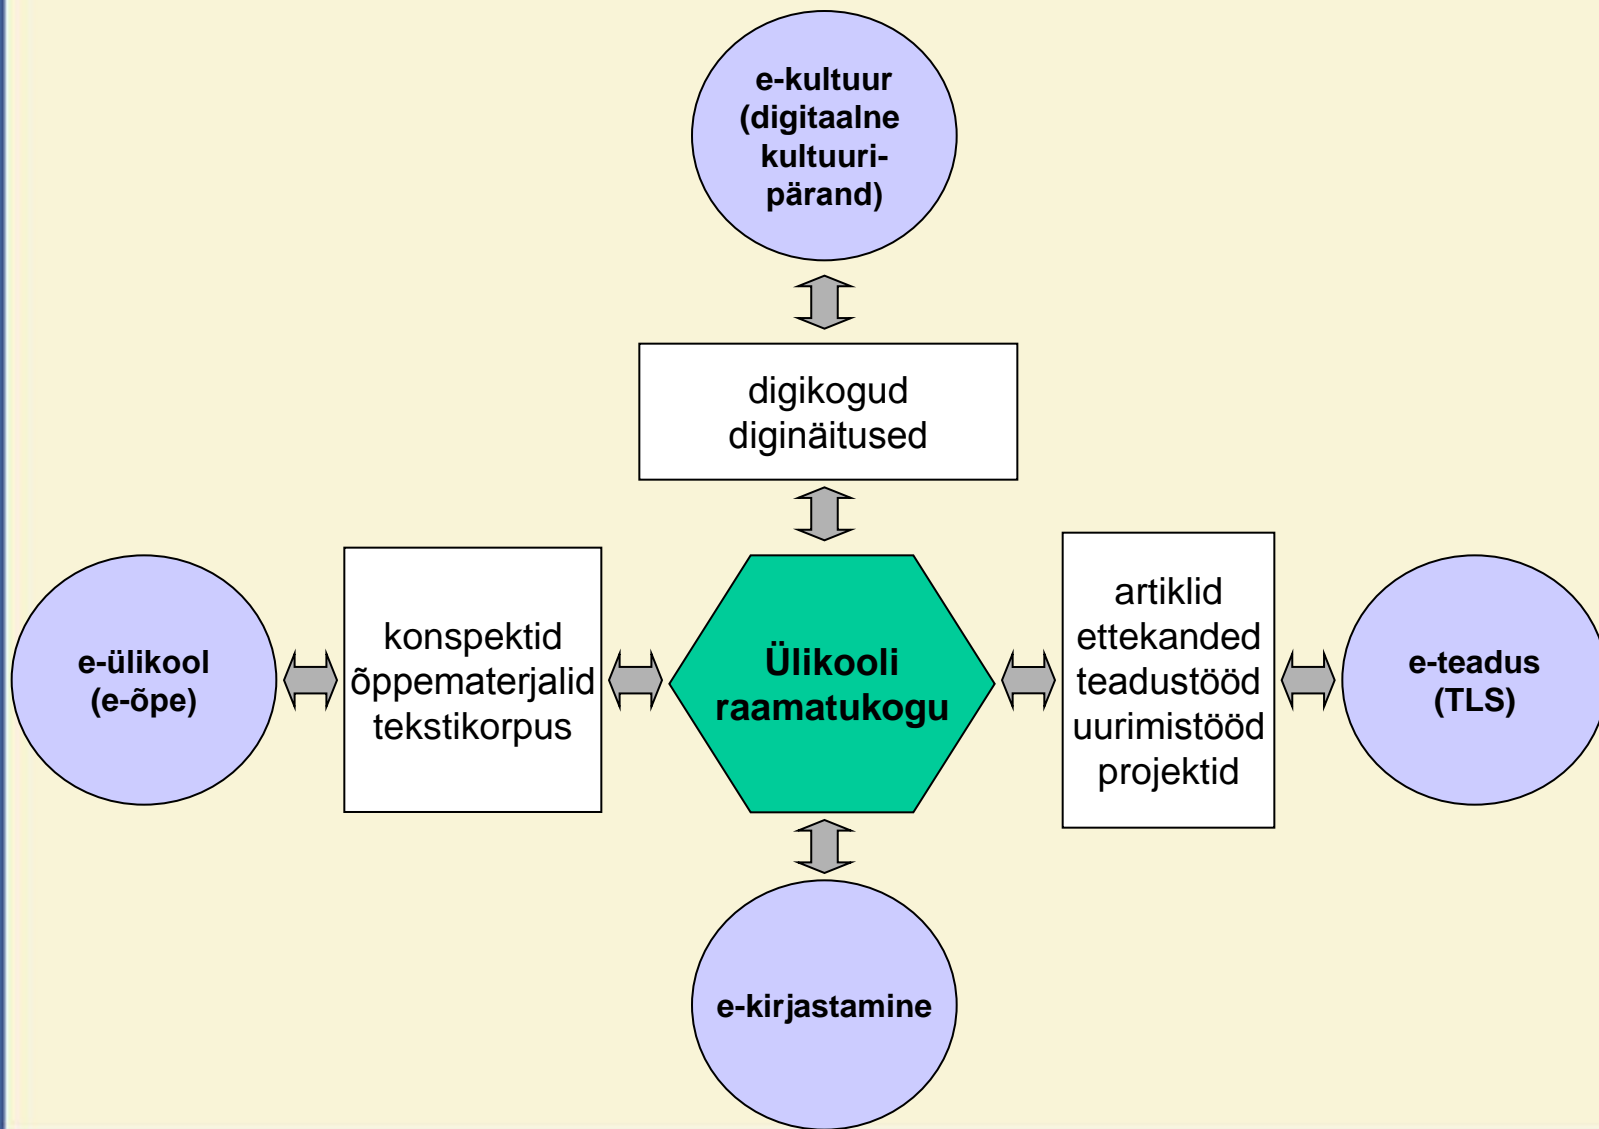 e-kultuur
(digitaalne
kultuuri-
pärand)
digikogud
diginäitused
e-ülikool
(e-õpe)
konspektid
õppematerjalid
tekstikorpus
Ülikooli
raamatukogu
artiklid
ettekanded
teadustööd
uurimistööd
projektid
e-teadus
(TLS)
e-kirjastamine